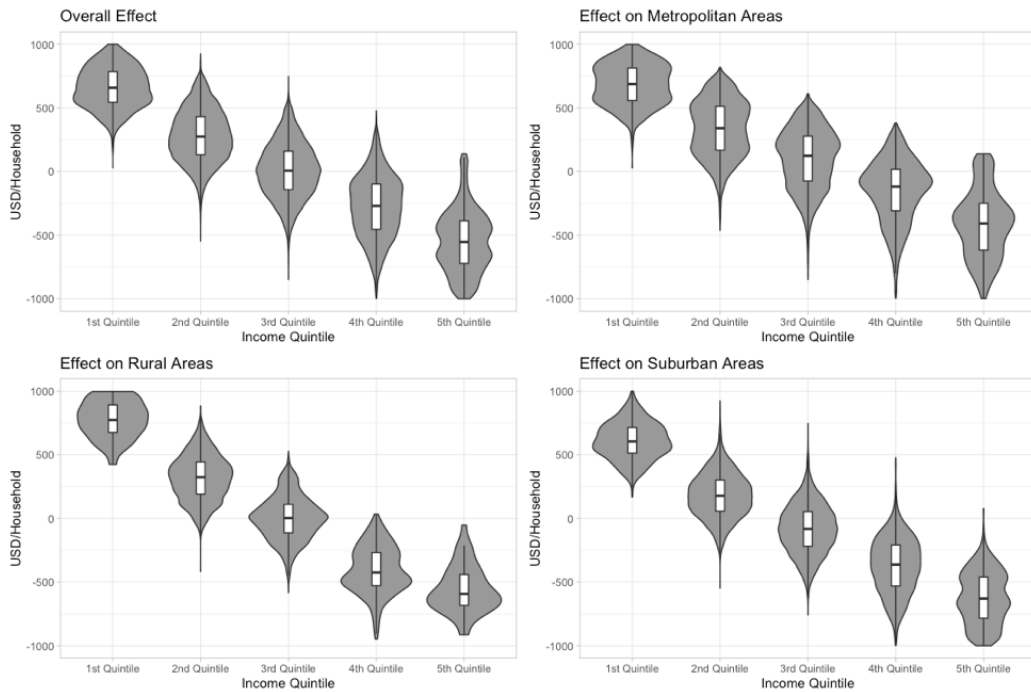 Overall Effect
USD/Household
1000
500
0
-500
-1000
1st Quintile 2nd Quintile 3rd Quintile 4th Quintile 5th Quintile
Income Quintile
Effect on Metropolitan Areas
USD/Household
1000
500
0
-500
-1000
1st Quintile 2nd Quintile 3rd Quintile 4th Quintile 5th Quintile
Income Quintile
Effect on Rural Areas
USD/Household
1000
500
0
-500
-1000
1st Quintile 2nd Quintile 3rd Quintile 4th Quintile 5th Quintile
Income Quintile
Effect on Suburban Areas
USD/Household
1000
500
0
-500
-1000
1st Quintile 2nd Quintile 3rd Quintile 4th Quintile 5th Quintile
Income Quintile